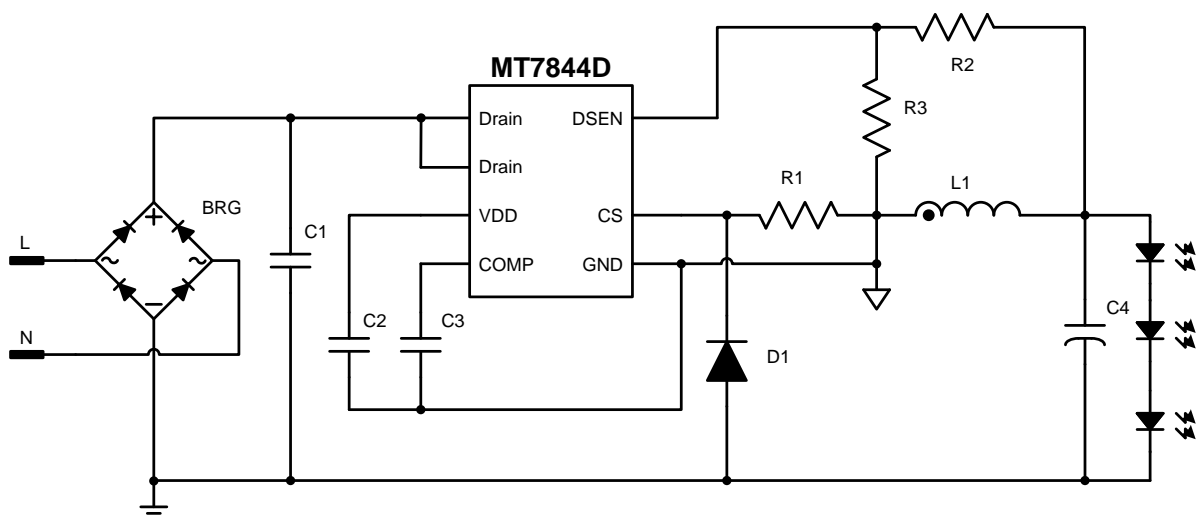 MT7844D
R2
Drain
DSEN
R3
Drain
R1
L1
BRG
VDD
CS
C1
L
COMP
GND
C2
C3
C4
N
D1